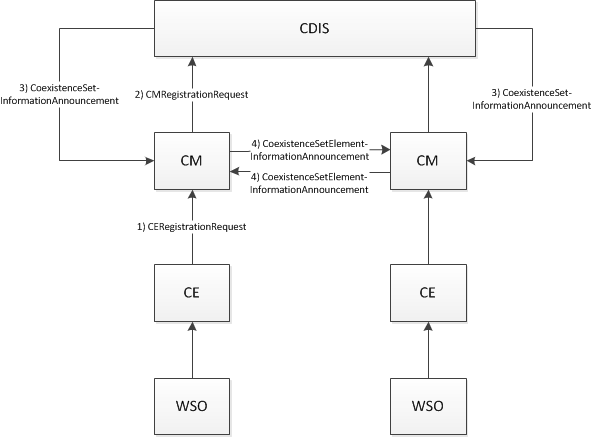 CDIS
3) CoexistenceSet-
InformationAnnouncement
2) CMRegistrationRequest
3) CoexistenceSet-
InformationAnnouncement
CM
4) CoexistenceSetElement-
InformationAnnouncement
4) CoexistenceSetElement-
InformationAnnouncement
CM
1) CERegistrationRequest
CE
CE
WSO
WSO